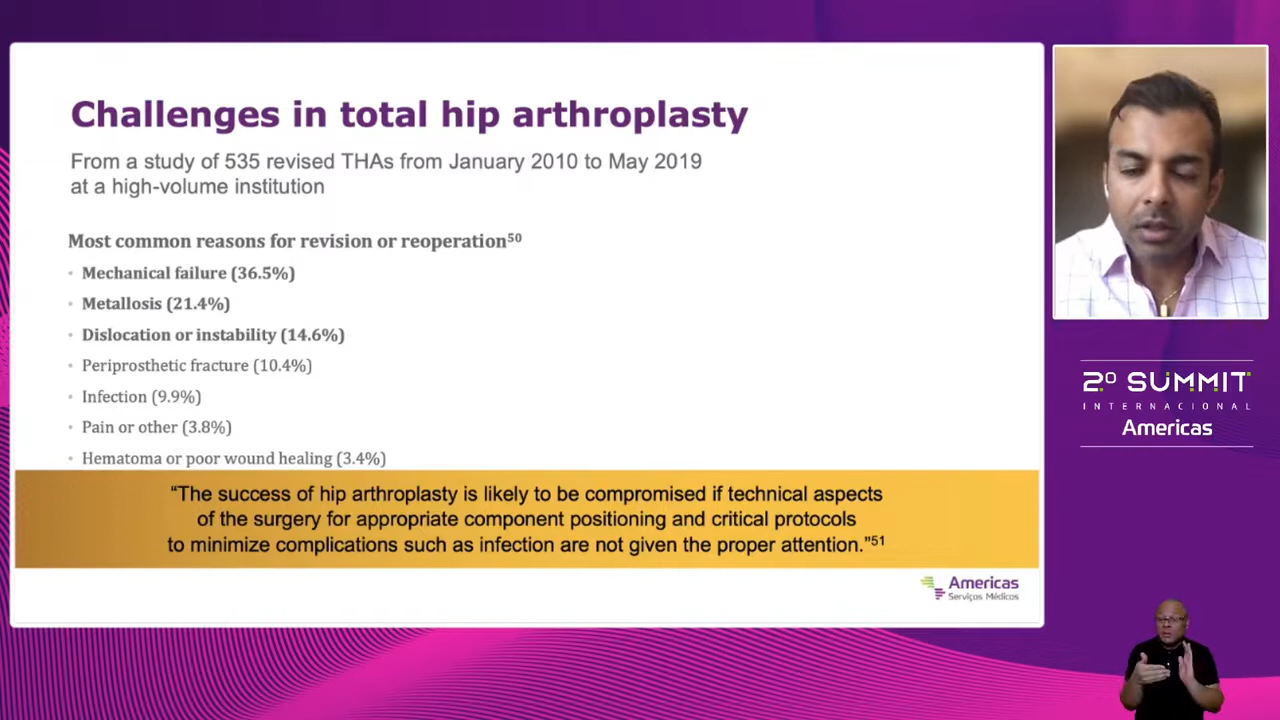 Challenges in total hip arthroplasty
From a study of 535 revised THAs from January 2010 to May 2019
at a high-volume institution
Most common reasons for revision or reoperation⁵⁰
• Mechanical failure (36.5%)
• Metallosis (21.4%)
• Dislocation or instability (14.6%)
• Periprosthetic fracture (10.4%)
• Infection (9.9%)
• Pain or other (3.8%)
• Hematoma or poor wound healing (3.4%)
“The success of hip arthroplasty is likely to be compromised if technical aspects
of the surgery for appropriate component positioning and critical protocols
to minimize complications such as infection are not given the proper attention.”⁵¹
Americas
Serviços Médicos
2º SUMMIT
INTERNACIONAL
Americas